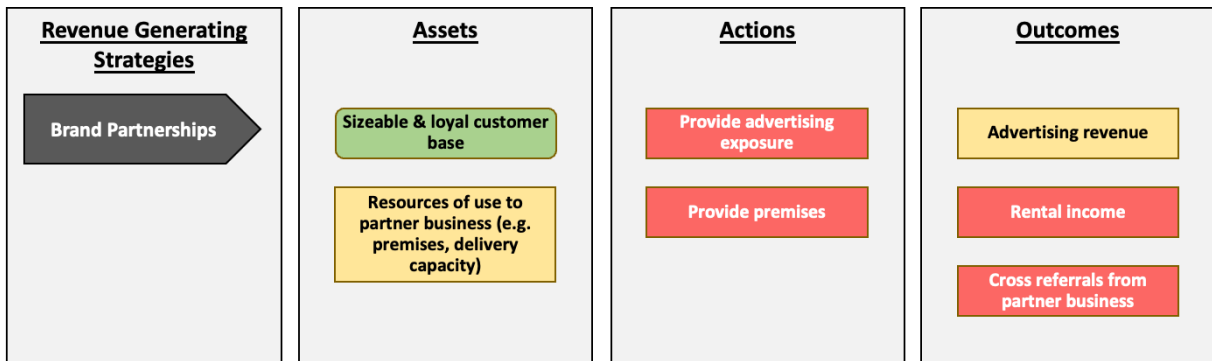 Revenue Generating
Strategies
Brand Partnerships
Assets
Sizeable & loyal customer
base
Resources of use to
partner business (e.g.
premises, delivery
capacity)
Actions
Provide advertising
exposure
Provide premises
Outcomes
Advertising revenue
Rental income
Cross referrals from
partner business